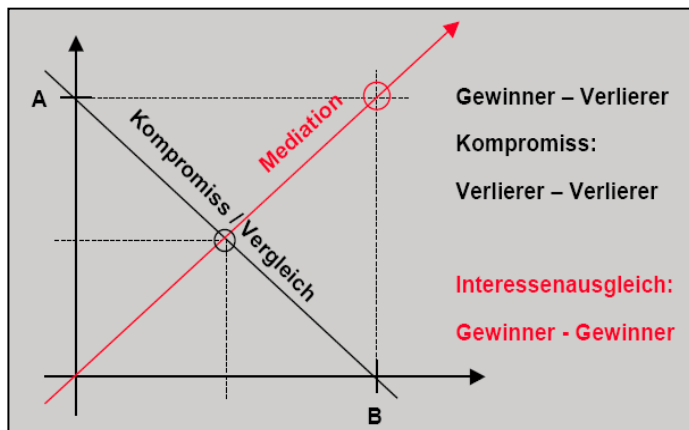 A
Kompromiss / Vergleich
Mediation
B
Gewinner – Verlierer
Kompromiss:
Verlierer – Verlierer
Interessenausgleich:
Gewinner - Gewinner